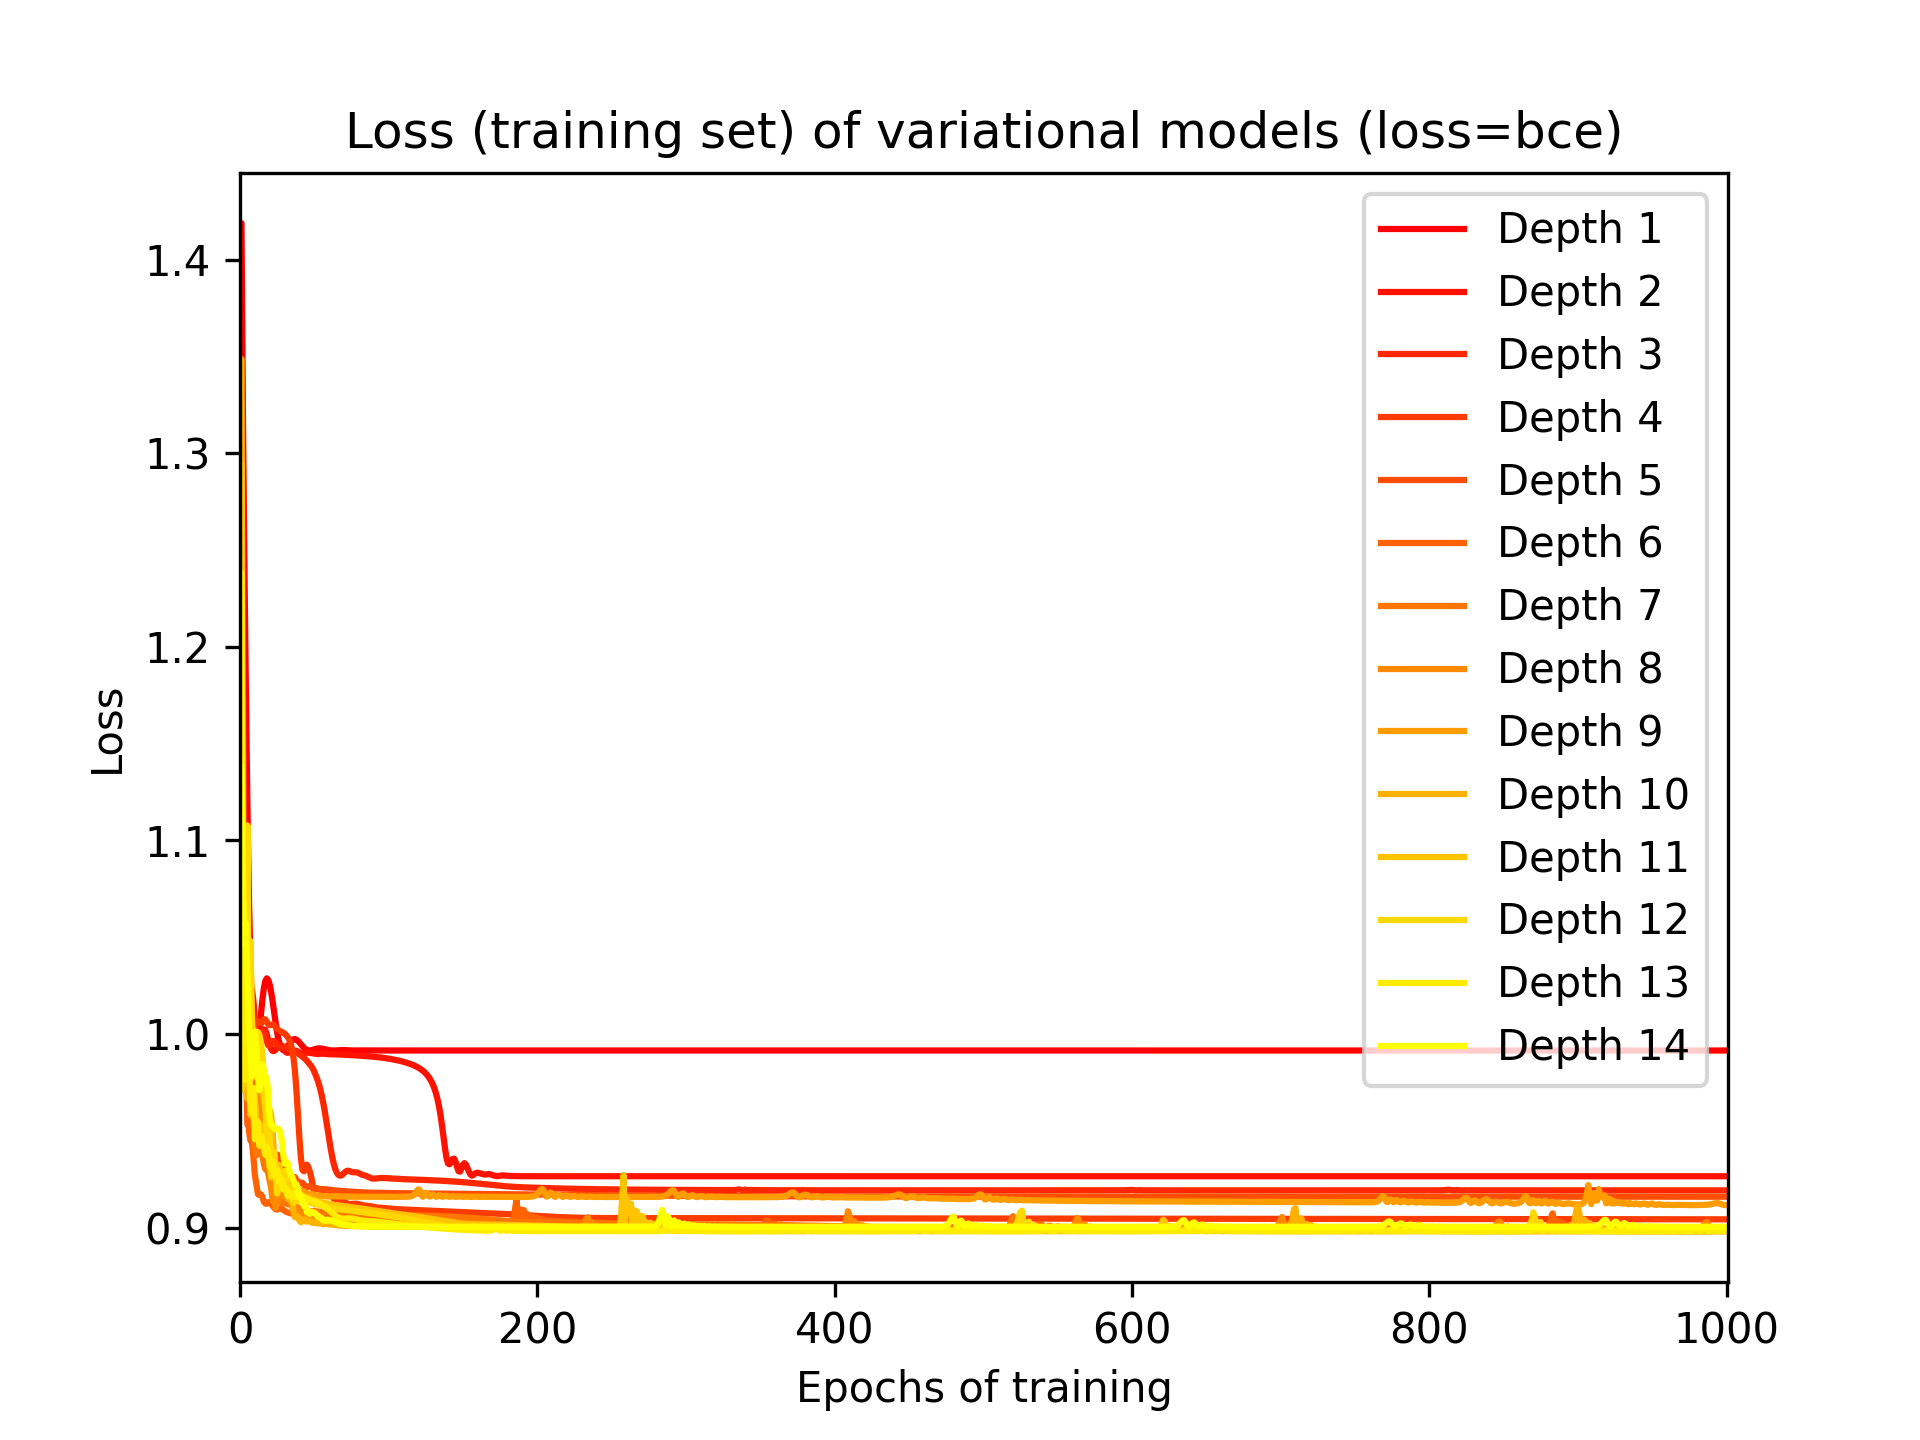 Loss (training set) of variational models (loss=bce)
1.4
1.3
1.2
1.1
1.0
0.9
Loss
0 200 400 600 800 1000
Epochs of training
Depth 1
Depth 2
Depth 3
Depth 4
Depth 5
Depth 6
Depth 7
Depth 8
Depth 9
Depth 10
Depth 11
Depth 12
Depth 13
Depth 14